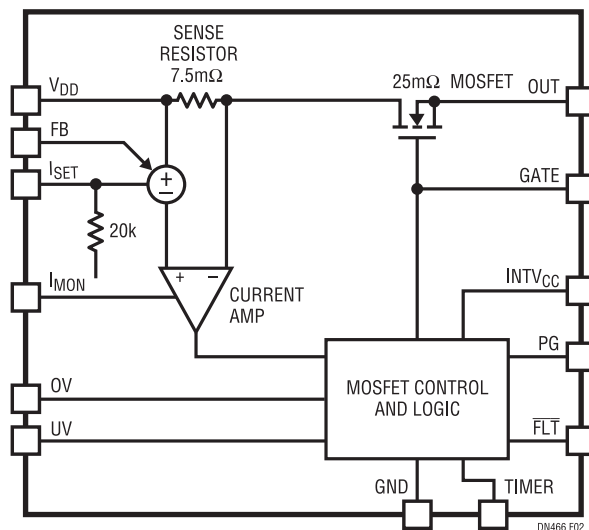 SENSE
RESISTOR
7.5mΩ
25mΩ MOSFET
VDD
OUT
FB
ISET
GATE
+
−
20k
IMON
+ −
CURRENT
AMP
INTVCC
PG
MOSFET CONTROL
AND LOGIC
OV
UV
FLT
GND
TIMER
DN466 F02